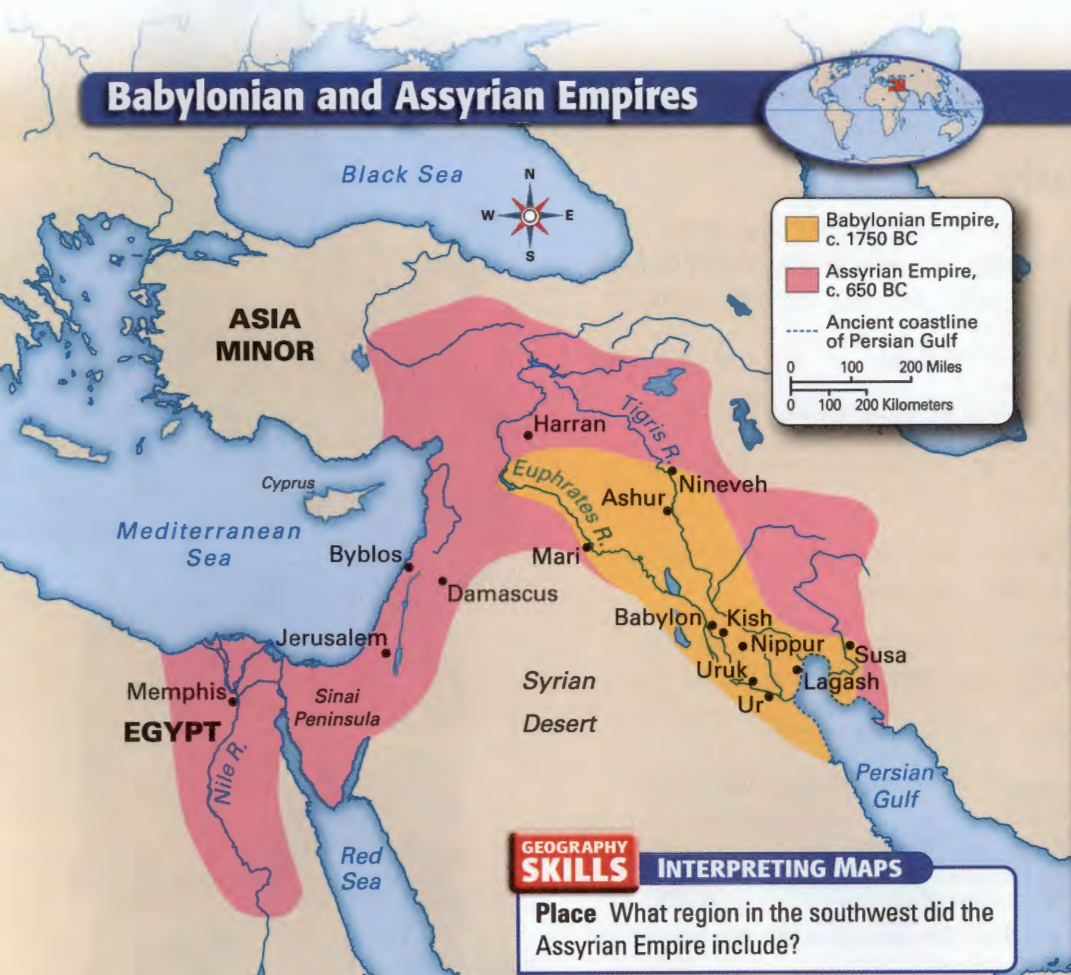 Babylonian and Assyrian Empires
Black Sea
N
W
E
S
Babylonian Empire,
c. 1750 BC
Assyrian Empire,
c. 650 BC
Ancient coastline
of Persian Gulf
0 100 200 Miles
0 100 200 Kilometers
ASIA
MINOR
Harran
Tigris R.
Euphrates R.
Nineveh
Ashur
Cyprus
Mediterranean
Sea
Byblos
Mari
Damascus
Babylon
Kish
Jerusalem
Nippur
Susa
Uruk
Lagash
Ur
Syrian
Desert
Memphis
Sinai
Peninsula
EGYPT
Nile R.
Persian
Gulf
Red
Sea
GEOGRAPHY
SKILLS
INTERPRETING MAPS
Place What region in the southwest did the
Assyrian Empire include?